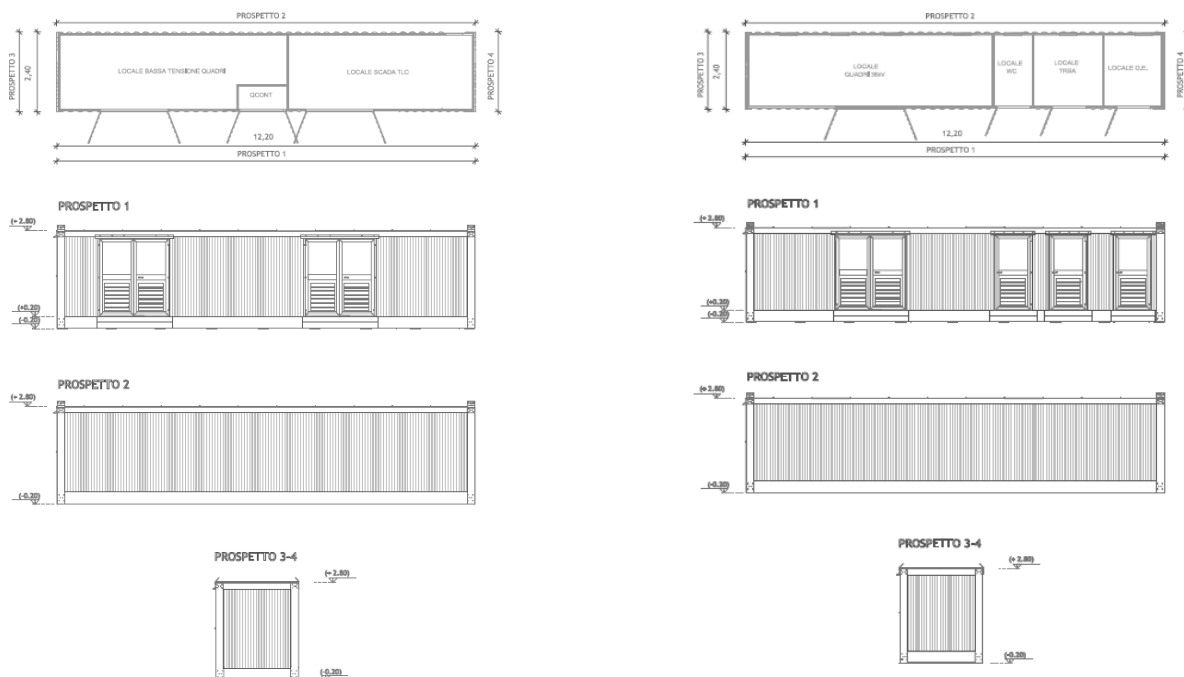 PROSPETTO 2
PROSPETTO 3
2,40
LOCALE BASSA TENSIONE QUADRI
QCONT
LOCALE SCADA TLC
PROSPETTO 4
12,20
PROSPETTO 1
PROSPETTO 1
(+ 2.80)
(+0.20)
(-0.20)
PROSPETTO 2
(+ 2.80)
(-0.20)
PROSPETTO 3-4
(+ 2.80)
(-0.20)
PROSPETTO 2
PROSPETTO 3
2,40
LOCALE
QUADRI 36kV
LOCALE
WC
LOCALE
TRSA
LOCALE G.E.
PROSPETTO 4
12,20
PROSPETTO 1
PROSPETTO 1
(+ 2.80)
(+0.20)
(-0.20)
PROSPETTO 2
(+ 2.80)
(-0.20)
PROSPETTO 3-4
(+ 2.80)
(-0.20)